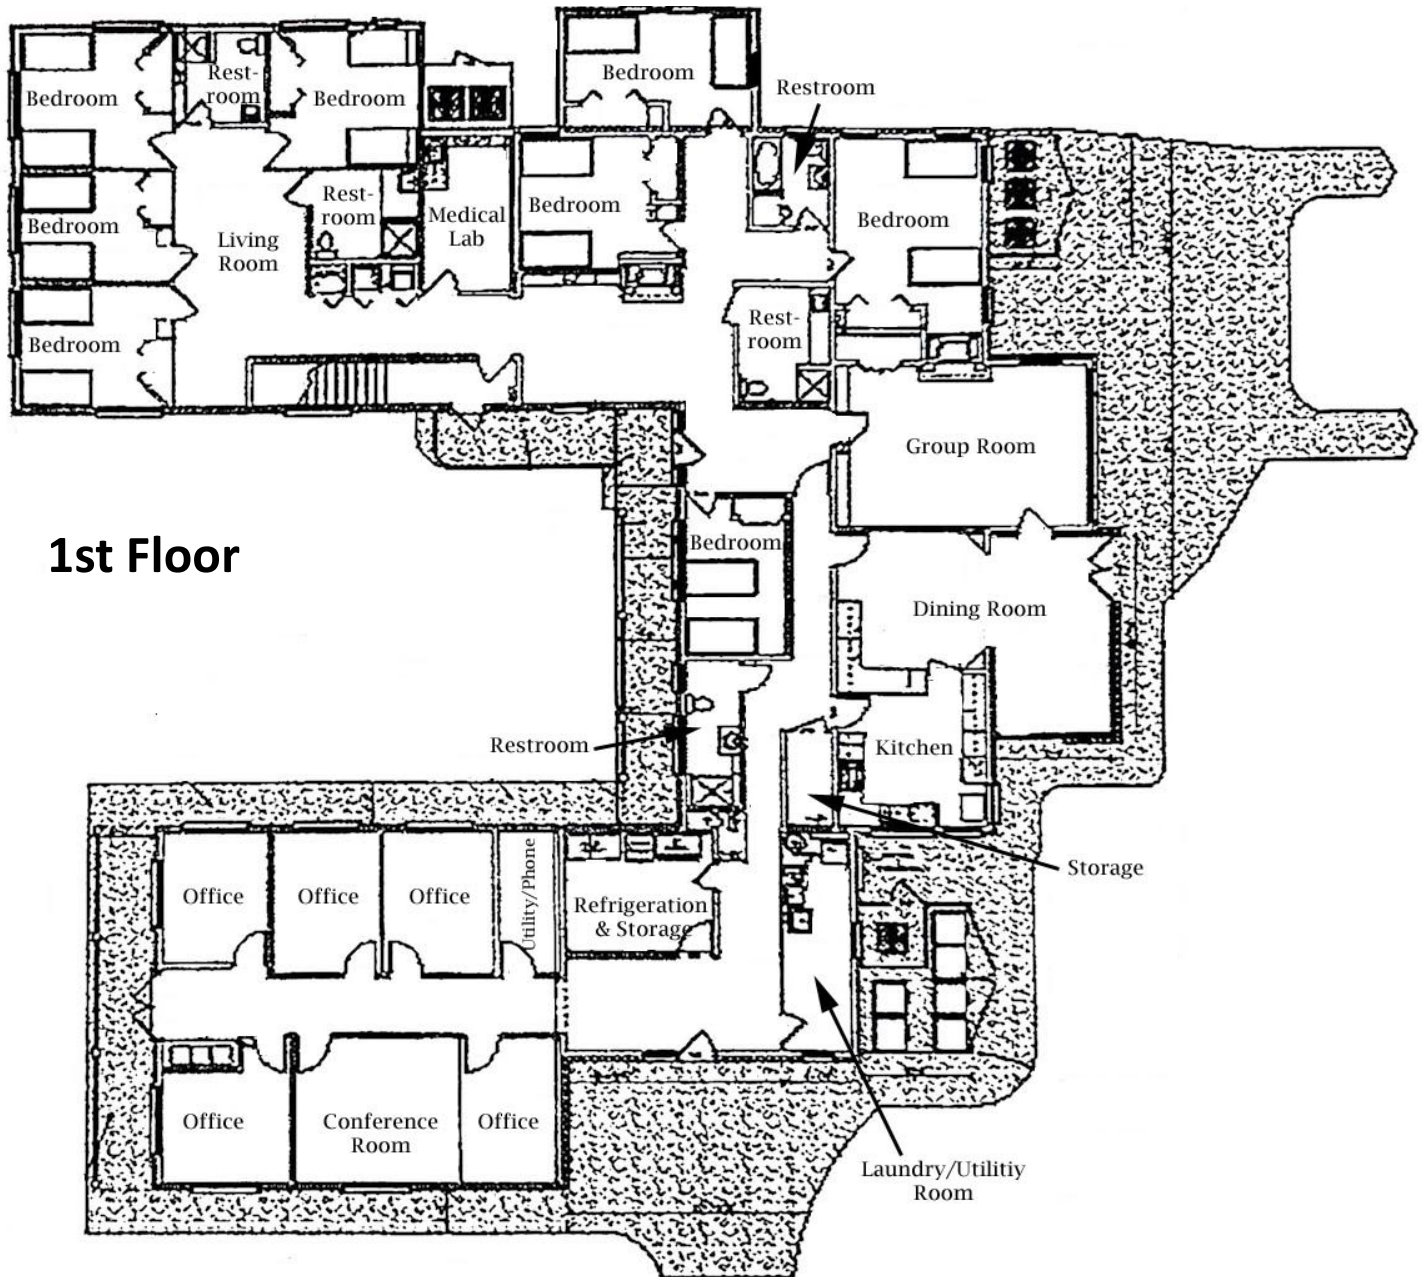 Bedroom
Restroom
Rest-
room
Bedroom
Bedroom
Bedroom
Rest-
room
Medical
Lab
Bedroom
Bedroom
Living
Room
Rest-
room
Bedroom
Group Room
1st Floor
Bedroom
Dining Room
Restroom
Kitchen
Storage
Office
Office
Office
Utility/Phone
Refrigeration
& Storage
Office
Conference
Room
Office
Laundry/Utilitiy
Room